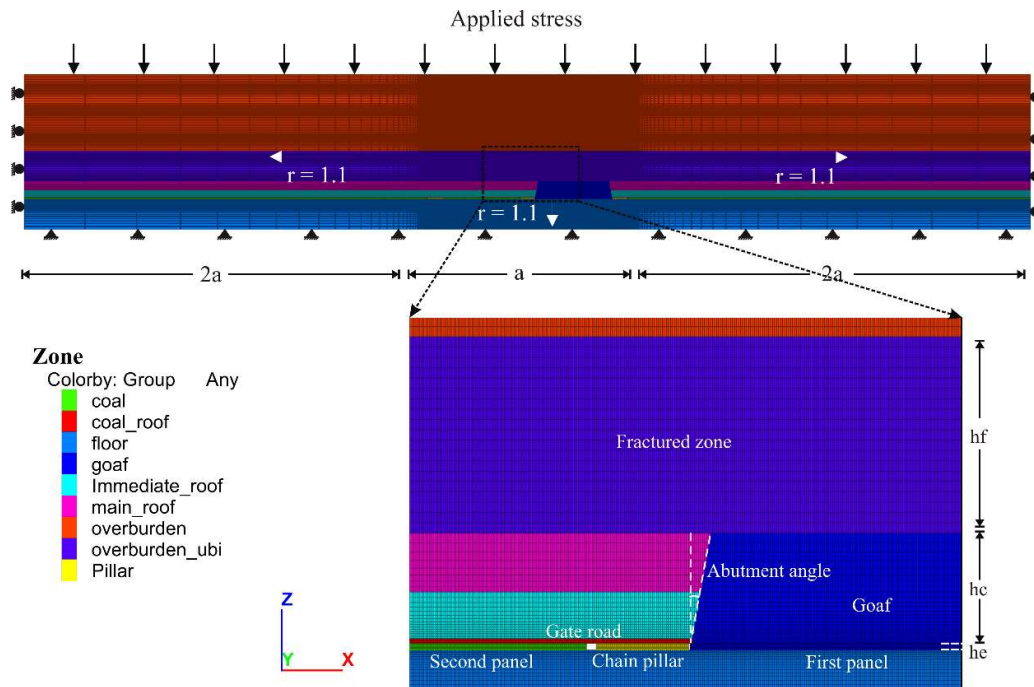 Applied stress
r = 1.1
r = 1.1
r = 1.1
2a
a
2a
Zone
Colorby: Group Any
coal
coal_roof
floor
goaf
Immediate_roof
main_roof
overburden
overburden_ubi
Pillar
Z
Y
X
Fractured zone
hf
Abutment angle
hc
Goaf
Gate road
he
Second panel
Chain pillar
First panel